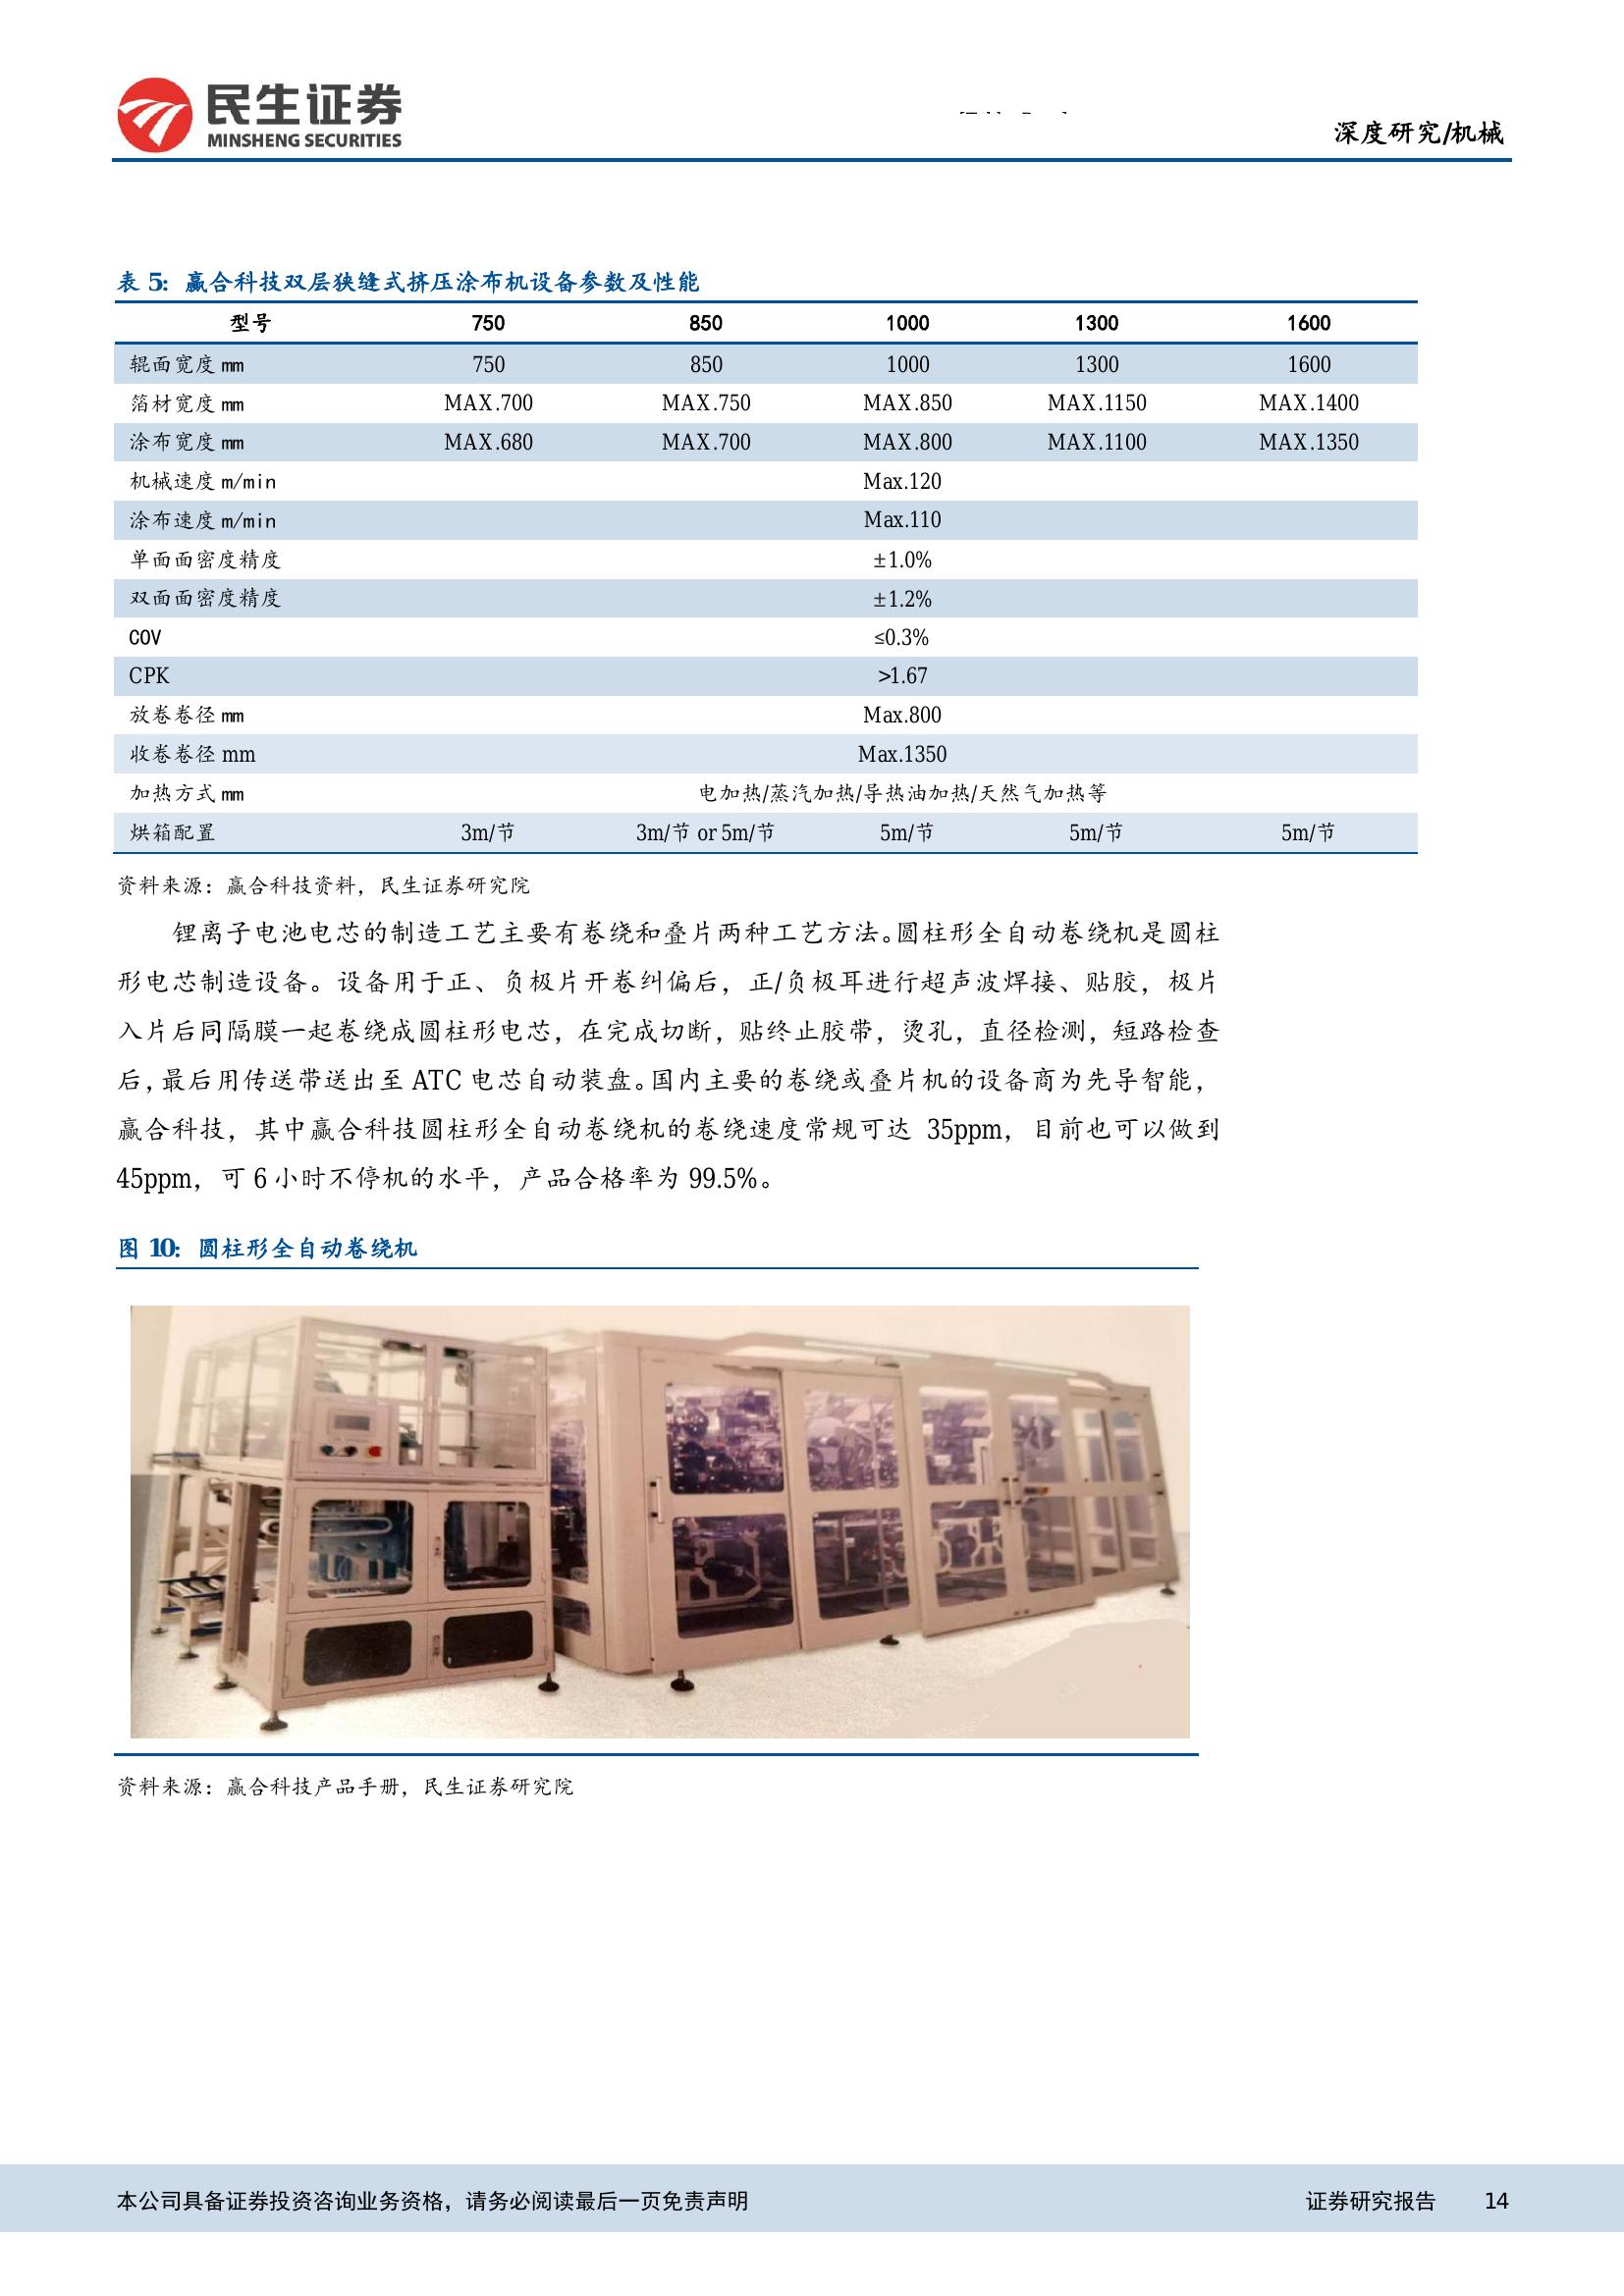 民生证券
MINSHENG SECURITIES
深度研究/机械
表 5: 赢合科技双层狭缝式挤压涂布机设备参数及性能
型号 750 850 1000 1300 1600
辊面宽度 mm 750 850 1000 1300 1600
箔材宽度 mm MAX.700 MAX.750 MAX.850 MAX.1150 MAX.1400
涂布宽度 mm MAX.680 MAX.700 MAX.800 MAX.1100 MAX.1350
机械速度 m/min Max.120
涂布速度 m/min Max.110
单面面密度精度 ±1.0%
双面面密度精度 ±1.2%
COV ≤0.3%
CPK >1.67
放卷卷径 mm Max.800
收卷卷径 mm Max.1350
加热方式 mm 电加热/蒸汽加热/导热油加热/天然气加热等
烘箱配置 3m/节 3m/节 or 5m/节 5m/节 5m/节 5m/节
资料来源：赢合科技资料，民生证券研究院
锂离子电池电芯的制造工艺主要有卷绕和叠片两种工艺方法。圆柱形全自动卷绕机是圆柱
形电芯制造设备。设备用于正、负极片开卷纠偏后，正/负极耳进行超声波焊接、贴胶，极片
入片后同隔膜一起卷绕成圆柱形电芯，在完成切断，贴终止胶带，烫孔，直径检测，短路检查
后，最后用传送带送出至 ATC 电芯自动装盘。国内主要的卷绕或叠片机的设备商为先导智能，
赢合科技，其中赢合科技圆柱形全自动卷绕机的卷绕速度常规可达 35ppm，目前也可以做到
45ppm，可 6 小时不停机的水平，产品合格率为 99.5%。
图 10: 圆柱形全自动卷绕机
资料来源：赢合科技产品手册，民生证券研究院
本公司具备证券投资咨询业务资格，请务必阅读最后一页免责声明 证券研究报告 14